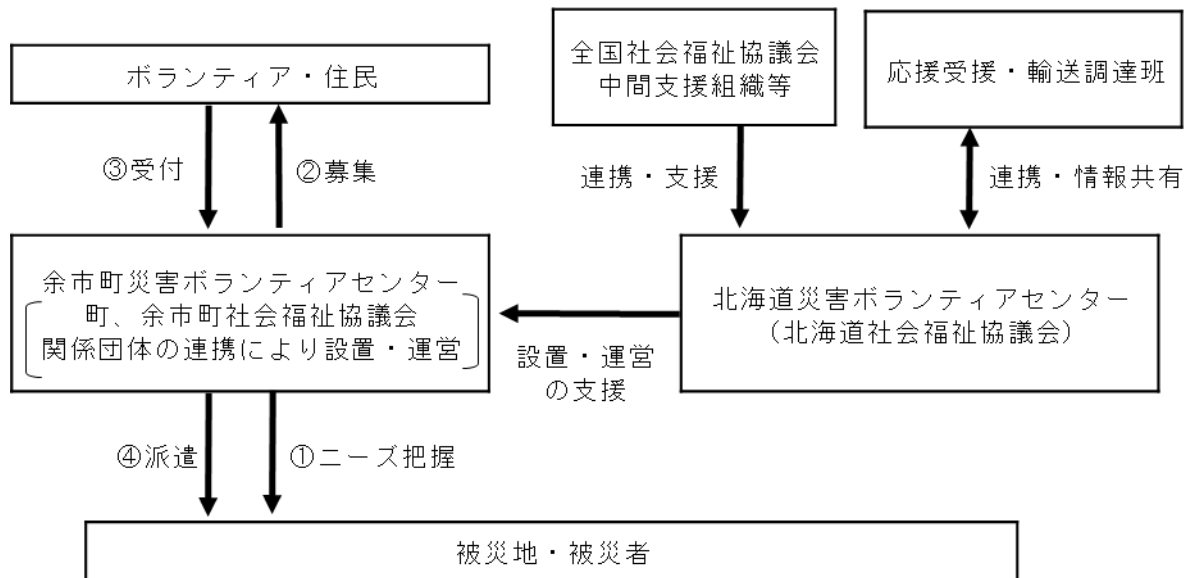 ボランティア・住民
全国社会福祉協議会
中間支援組織等
応援受援・輸送調達班
③受付
②募集
連携・支援
連携・情報共有
余市町災害ボランティアセンター
町、余市町社会福祉協議会
関係団体の連携により設置・運営
北海道災害ボランティアセンター
(北海道社会福祉協議会)
設置・運営
の支援
④派遣
①ニーズ把握
被災地・被災者